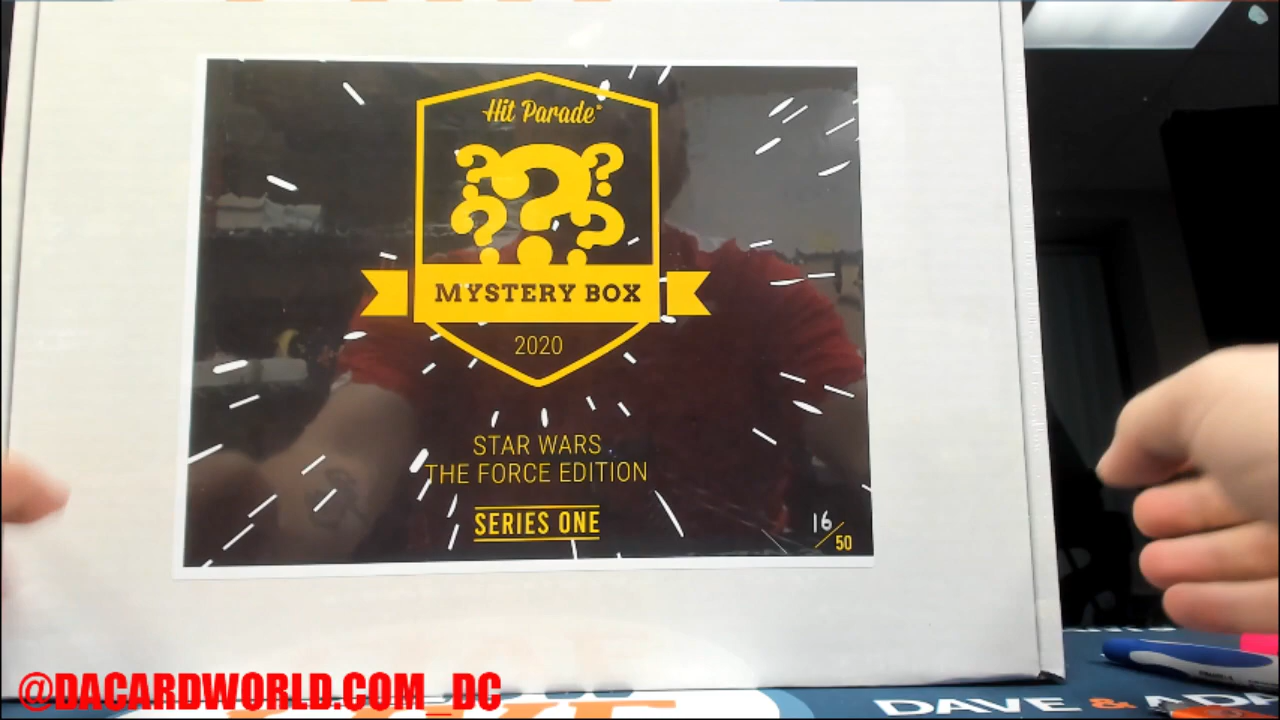 Hit Parade®
MYSTERY BOX
2020
STAR WARS
THE FORCE EDITION
SERIES ONE
16/50
@DACARDWORLD.COM_DC
DAVE & ADA